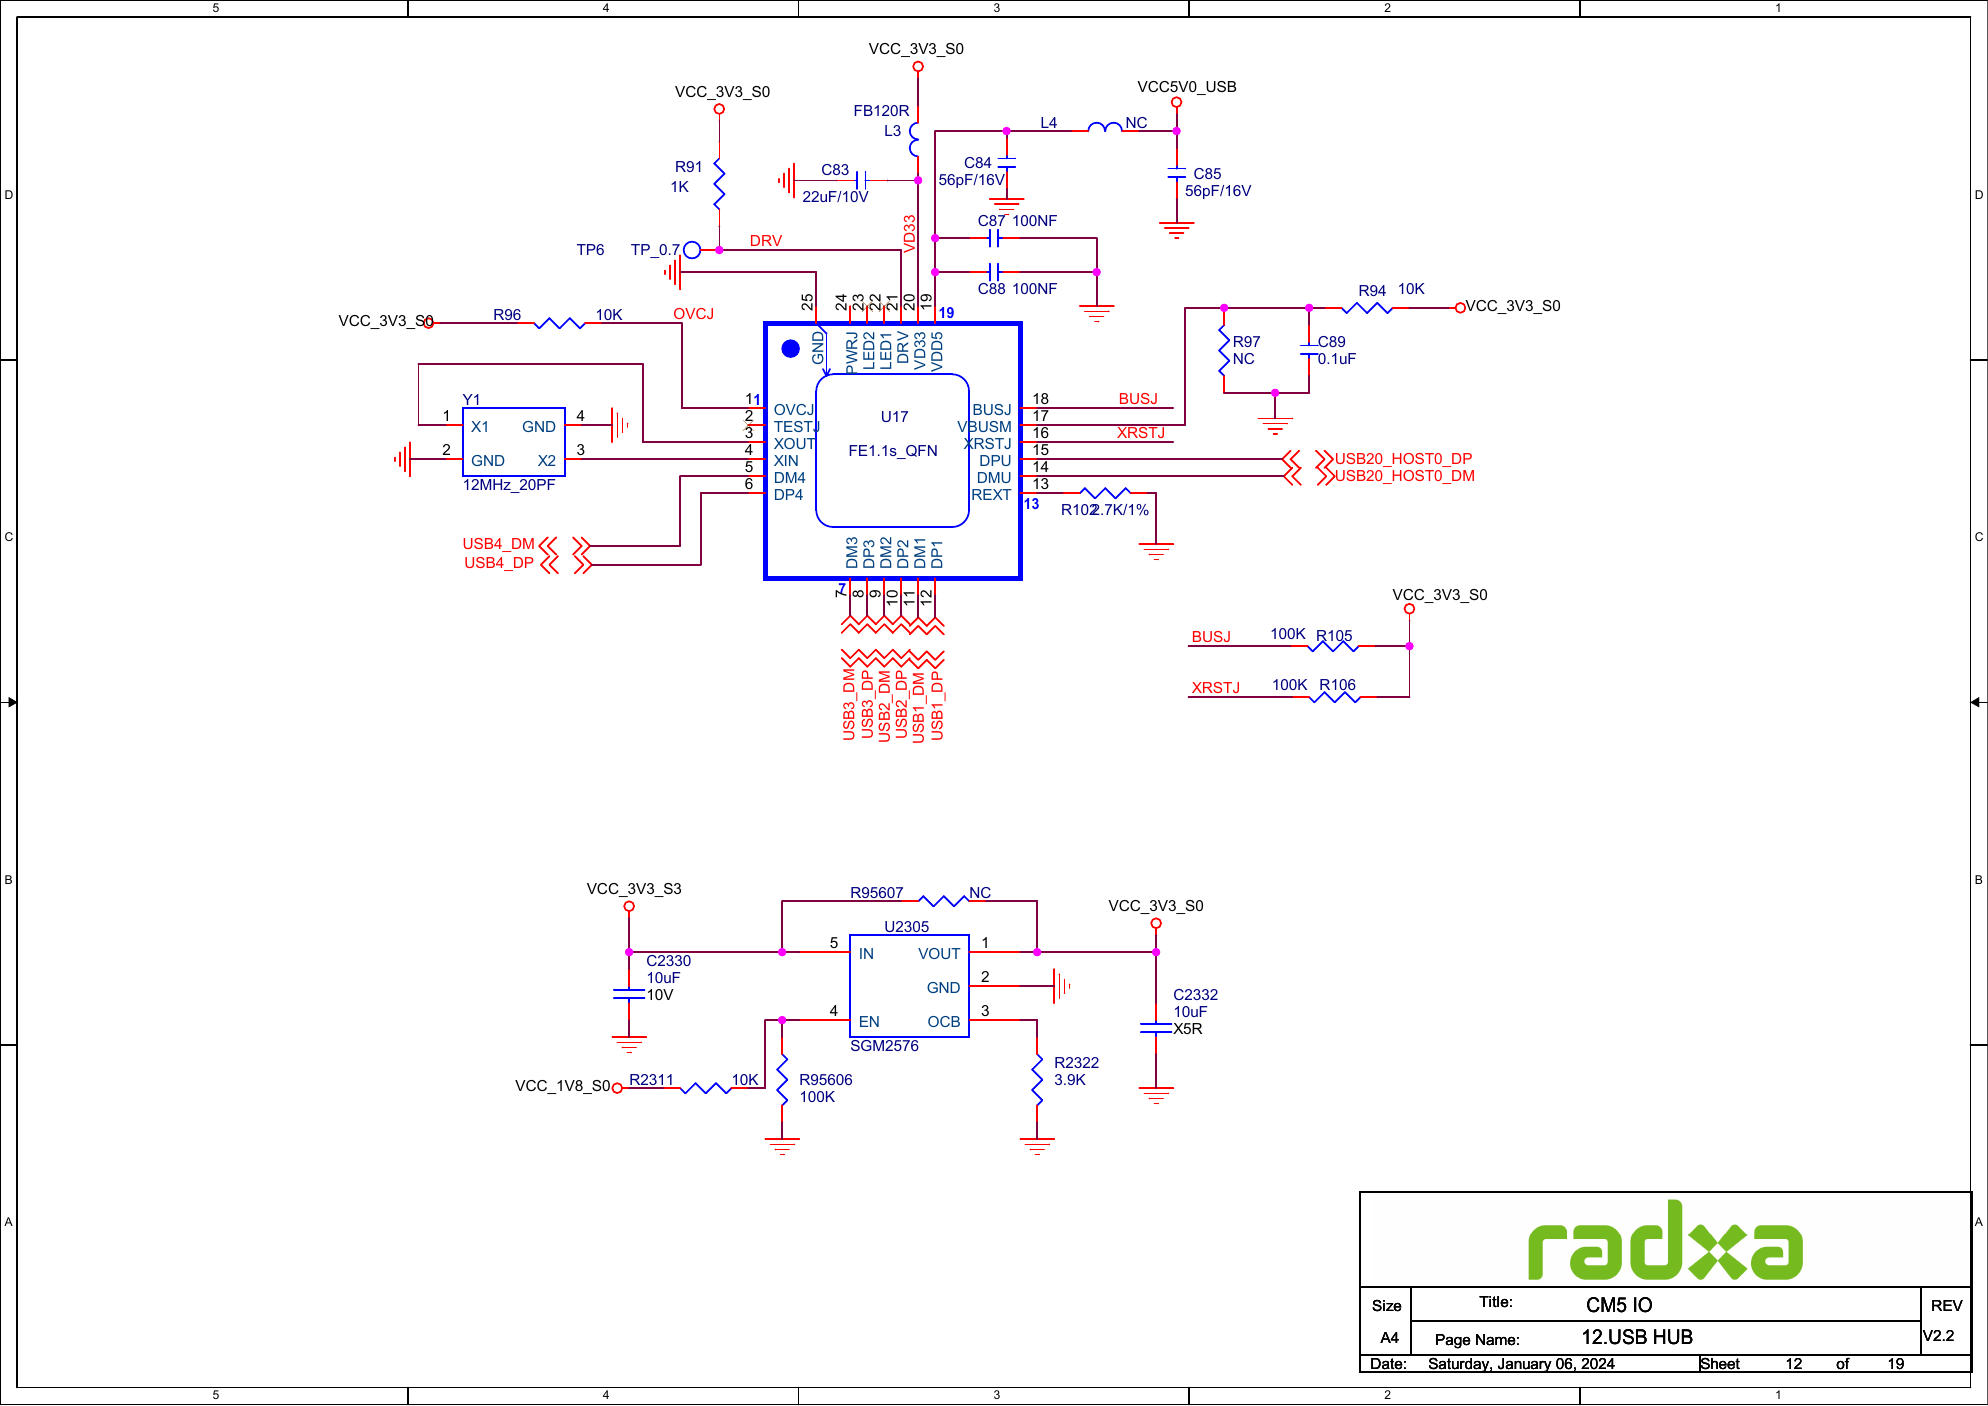 5 4 3 2 1
D D
C C
B B
A A
VCC_3V3_S0
VCC_3V3_S0
VCC5V0_USB
FB120R
L3
L4 NC
R91
1K
C83
22uF/10V
C84
56pF/16V
C85
56pF/16V
VD33
C87 100NF
C88 100NF
TP6 TP_0.7
DRV
VCC_3V3_S0 R96 10K OVCJ
25 24 23 22 21 20 19 19
GND PWRJ LED2 LED1 DRV VD33 VDD5
R94 10K VCC_3V3_S0
R97
NC
C89
0.1uF
Y1
1 X1 GND 4
2 GND X2 3
12MHz_20PF
1 1 OVCJ
2 TESTJ
3 XOUT
4 XIN
5 DM4
6 DP4
U17
FE1.1s_QFN
BUSJ 18 BUSJ
VBUSM 17
XRSTJ 16 XRSTJ
DPU 15 USB20_HOST0_DP
DMU 14 USB20_HOST0_DM
REXT 13
13
R102 2.7K/1%
USB4_DM
USB4_DP
DM3 DP3 DM2 DP2 DM1 DP1
7 7 8 9 10 11 12
USB3_DM USB3_DP USB2_DM USB2_DP USB1_DM USB1_DP
VCC_3V3_S0
BUSJ 100K R105
XRSTJ 100K R106
VCC_3V3_S3
R95607 NC
VCC_3V3_S0
U2305
5 IN VOUT 1
GND 2
4 EN OCB 3
SGM2576
C2330
10uF
10V
C2332
10uF
X5R
VCC_1V8_S0 R2311 10K
R95606
100K
R2322
3.9K
radxa
Size Title: CM5 IO REV
A4 Page Name: 12.USB HUB V2.2
Date: Saturday, January 06, 2024 Sheet 12 of 19
5 4 3 2 1